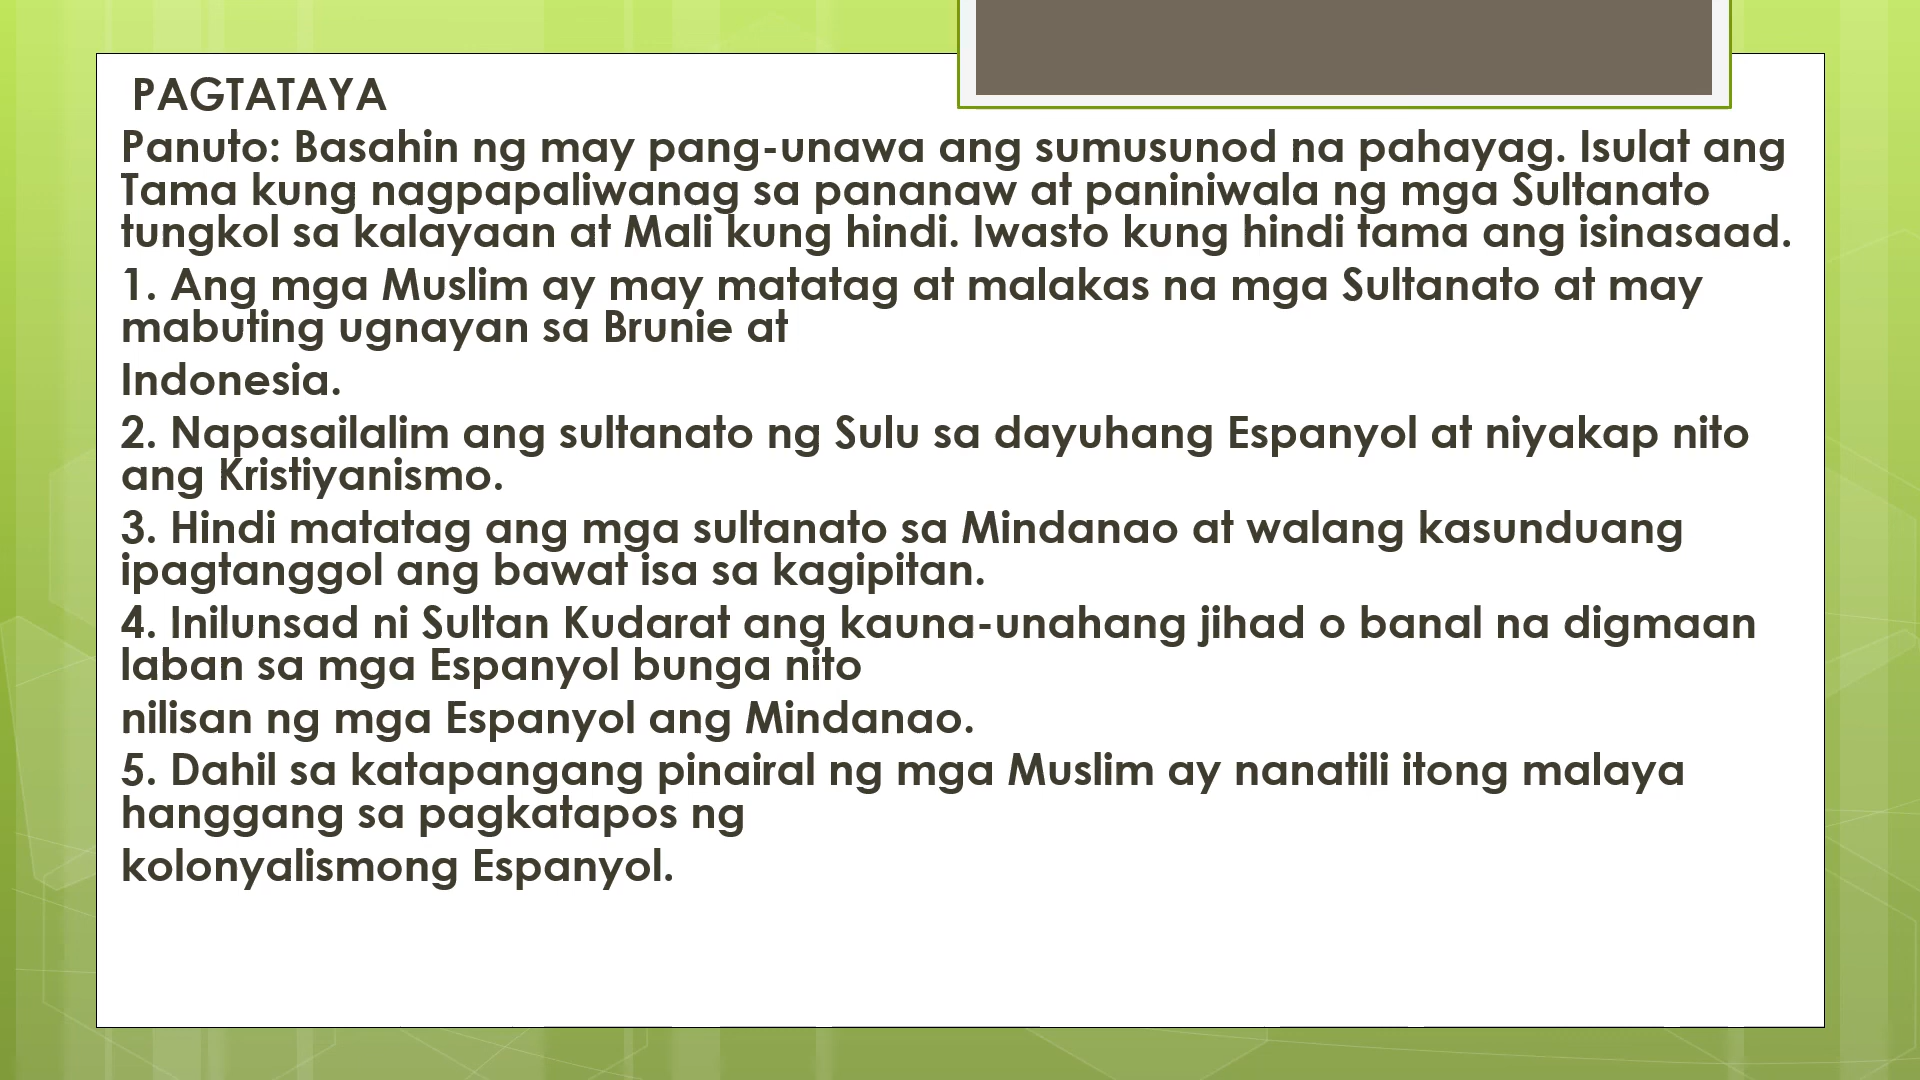 PAGTATAYA
Panuto: Basahin ng may pang-unawa ang sumusunod na pahayag. Isulat ang
Tama kung nagpapaliwanag sa pananaw at paniniwala ng mga Sultanato
tungkol sa kalayaan at Mali kung hindi. Iwasto kung hindi tama ang isinasaad.
1. Ang mga Muslim ay may matatag at malakas na mga Sultanato at may
mabuting ugnayan sa Brunie at
Indonesia.
2. Napasailalim ang sultanato ng Sulu sa dayuhang Espanyol at niyakap nito
ang Kristiyanismo.
3. Hindi matatag ang mga sultanato sa Mindanao at walang kasunduang
ipagtanggol ang bawat isa sa kagipitan.
4. Inilunsad ni Sultan Kudarat ang kauna-unahang jihad o banal na digmaan
laban sa mga Espanyol bunga nito
nilisan ng mga Espanyol ang Mindanao.
5. Dahil sa katapangang pinairal ng mga Muslim ay nanatili itong malaya
hanggang sa pagkatapos ng
kolonyalismong Espanyol.